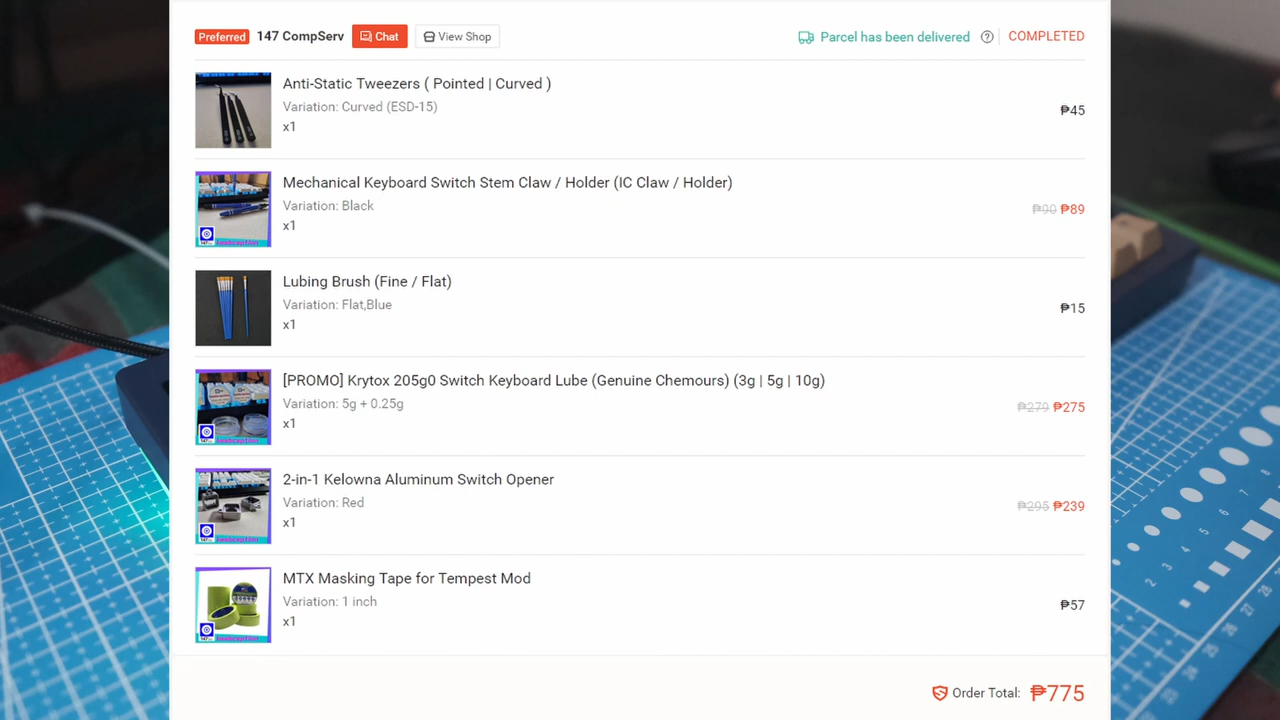 Preferred 147 CompServ Chat View Shop Parcel has been delivered ? COMPLETED
Anti-Static Tweezers ( Pointed | Curved )
Variation: Curved (ESD-15)
x1
₱45
Mechanical Keyboard Switch Stem Claw / Holder (IC Claw / Holder)
Variation: Black
x1
₱90 ₱89
Lubing Brush (Fine / Flat)
Variation: Flat,Blue
x1
₱15
[PROMO] Krytox 205g0 Switch Keyboard Lube (Genuine Chemours) (3g | 5g | 10g)
Variation: 5g + 0.25g
x1
₱279 ₱275
2-in-1 Kelowna Aluminum Switch Opener
Variation: Red
x1
₱295 ₱239
MTX Masking Tape for Tempest Mod
Variation: 1 inch
x1
₱57
Order Total: ₱775